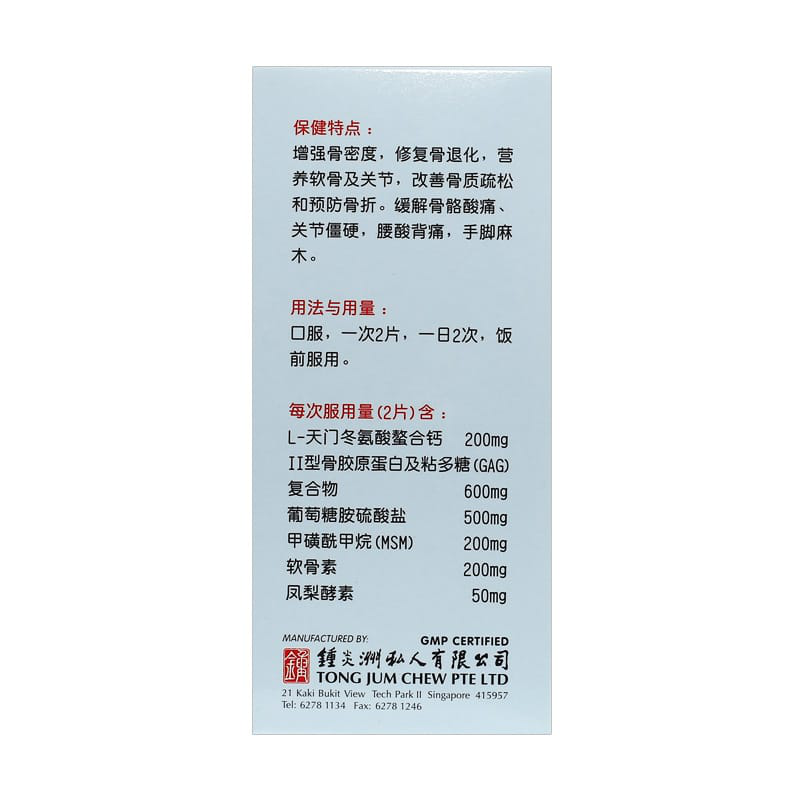 保健特点：
增强骨密度，修复骨退化，营
养软骨及关节，改善骨质疏松
和预防骨折。缓解骨骼酸痛、
关节僵硬，腰酸背痛，手脚麻
木。
用法与用量：
口服，一次2片，一日2次，饭
前服用。
每次服用量(2片)含：
L-天门冬氨酸螯合钙 200mg
II型骨胶原蛋白及粘多糖(GAG)
复合物 600mg
葡萄糖胺硫酸盐 500mg
甲磺酰甲烷(MSM) 200mg
软骨素 200mg
凤梨酵素 50mg
MANUFACTURED BY: GMP CERTIFIED
鍾炎洲私人有限公司
TONG JUM CHEW PTE LTD
21 Kaki Bukit View Tech Park II Singapore 415957
Tel: 6278 1134 Fax: 6278 1246